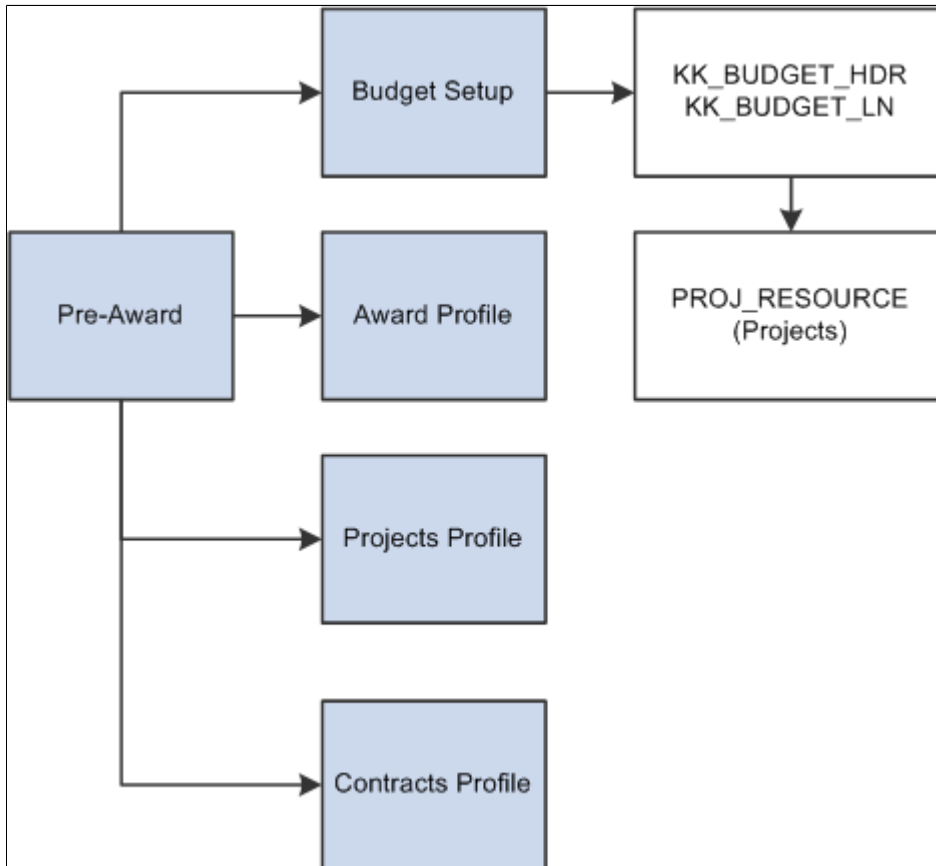 Budget Setup
KK_BUDGET_HDR
KK_BUDGET_LN
Pre-Award
Award Profile
PROJ_RESOURCE
(Projects)
Projects Profile
Contracts Profile